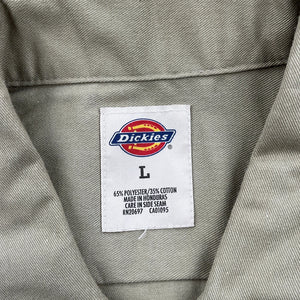 Dickies
L
65% POLYESTER/35% COTTON
MADE IN HONDURAS
CARE IN SIDE SEAM
RN20697 CA01095